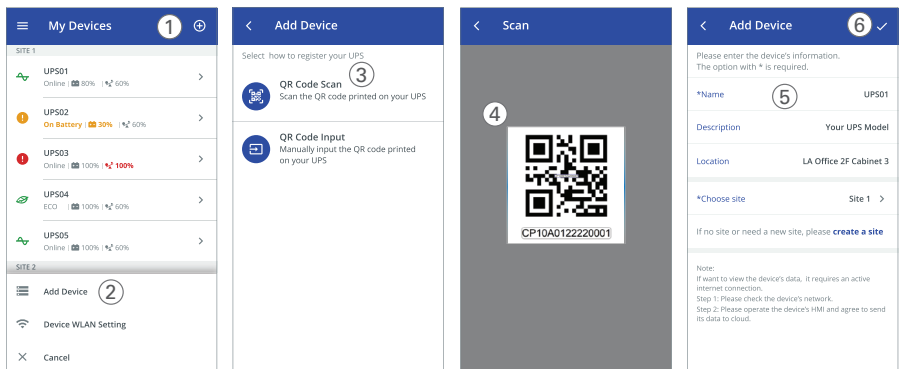 My Devices
1
SITE 1
UPS01
Online | 80% | 60%
UPS02
On Battery | 30% | 60%
UPS03
Online | 100% | 100%
UPS04
ECO | 100% | 60%
UPS05
Online | 100% | 60%
SITE 2
Add Device
2
Device WLAN Setting
Cancel
Add Device
Select how to register your UPS
3
QR Code Scan
Scan the QR code printed on your UPS
QR Code Input
Manually input the QR code printed
on your UPS
Scan
4
CP10A0122220001
Add Device
6
Please enter the device's information.
The option with * is required.
*Name UPS01
5
Description Your UPS Model
Location LA Office 2F Cabinet 3
*Choose site Site 1
If no site or need a new site, please create a site
Note:
If want to view the device's data, it requires an active
internet connection.
Step 1: Please check the device's network.
Step 2: Please operate the device's HMI and agree to send
its data to cloud.